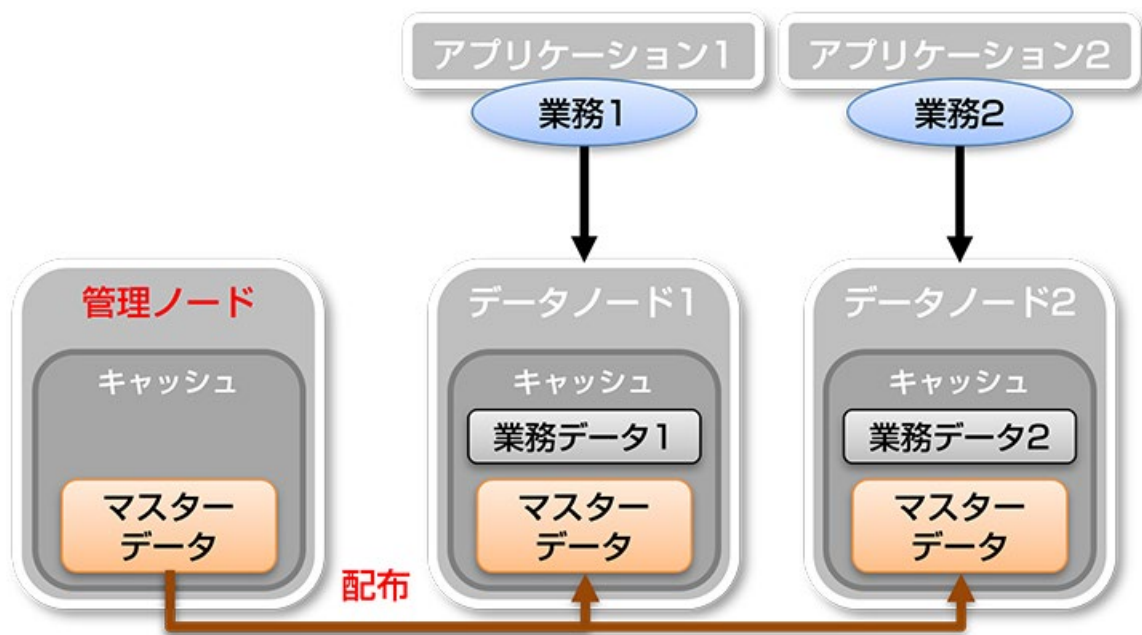 アプリケーション1
アプリケーション2
業務1
業務2
管理ノード
データノード1
データノード2
キャッシュ
キャッシュ
キャッシュ
業務データ1
業務データ2
マスター
データ
マスター
データ
マスター
データ
配布